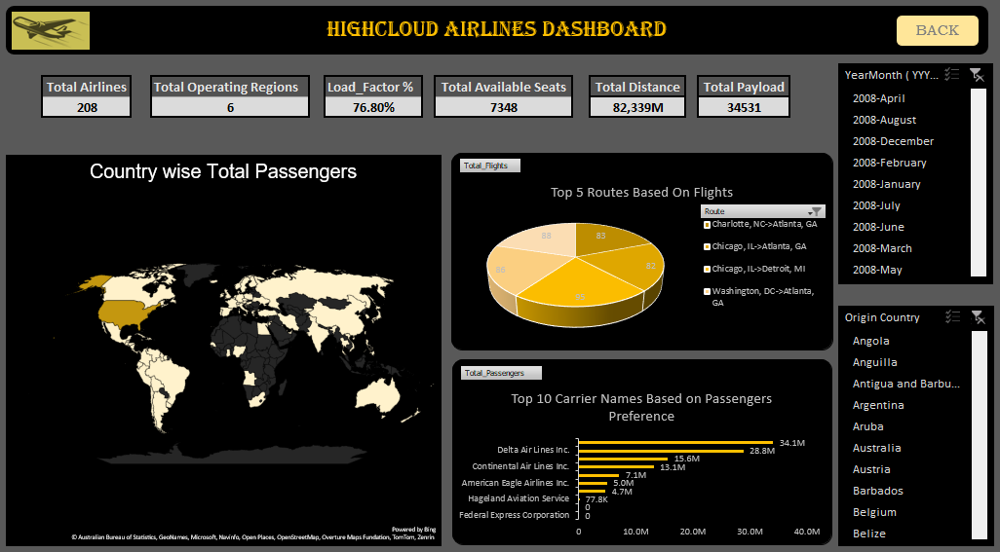 HIGHCLOUD AIRLINES DASHBOARD
BACK
Total Airlines
208
Total Operating Regions
6
Load_Factor %
76.80%
Total Available Seats
7348
Total Distance
82,339M
Total Payload
34531
YearMonth ( YYY...
2008-April
2008-August
2008-December
2008-February
2008-January
2008-July
2008-June
2008-March
2008-May
Country wise Total Passengers
Powered by Bing
© Australian Bureau of Statistics, GeoNames, Microsoft, Navinfo, Open Places, OpenStreetMap, Overture Maps Fundation, TomTom, Zenrin
Total_Flights
Top 5 Routes Based On Flights
Route
Charlotte, NC->Atlanta, GA
Chicago, IL->Atlanta, GA
Chicago, IL->Detroit, MI
Washington, DC->Atlanta,
GA
88
83
82
Total_Passengers
Top 10 Carrier Names Based on Passengers
Preference
34.1M
Delta Air Lines Inc.
28.8M
15.6M
Continental Air Lines Inc.
13.1M
7.1M
American Eagle Airlines Inc.
5.0M
4.7M
Hageland Aviation Service
77.8K
0
Federal Express Corporation
0
0
10.0M
20.0M
30.0M
40.0M
Origin Country
Angola
Anguilla
Antigua and Barbu...
Argentina
Aruba
Australia
Austria
Barbados
Belgium
Belize